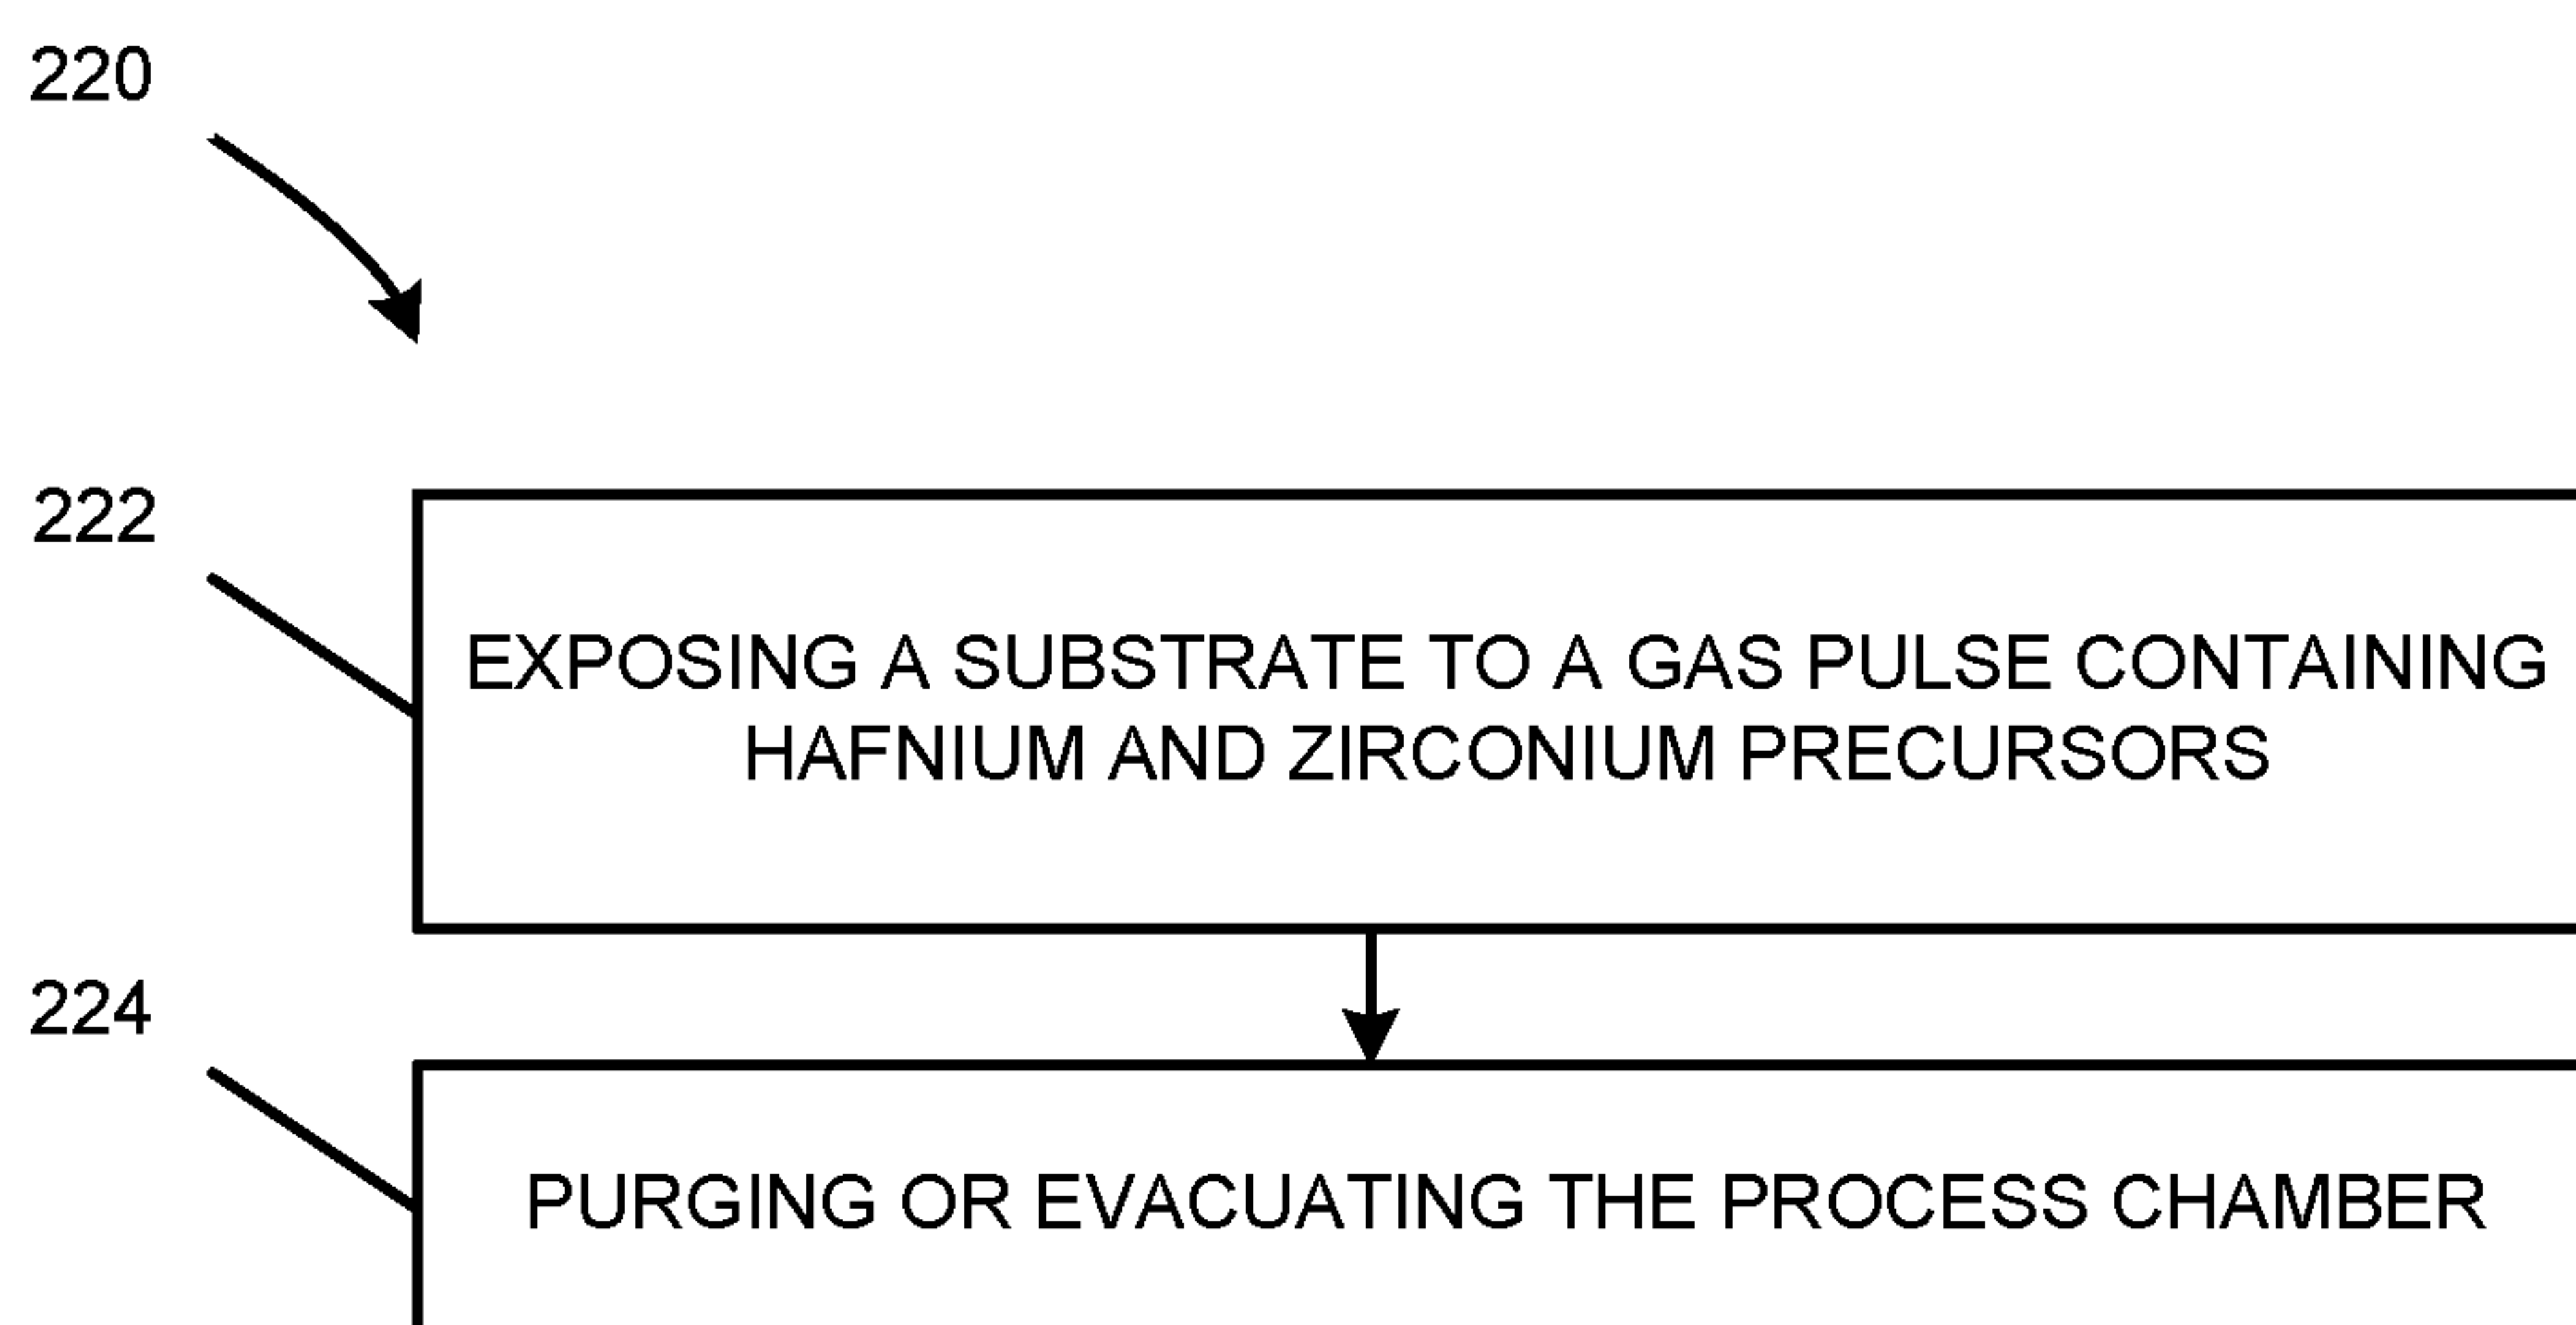 220
222
EXPOSING A SUBSTRATE TO A GAS PULSE CONTAINING
HAFNIUM AND ZIRCONIUM PRECURSORS
224
PURGING OR EVACUATING THE PROCESS CHAMBER